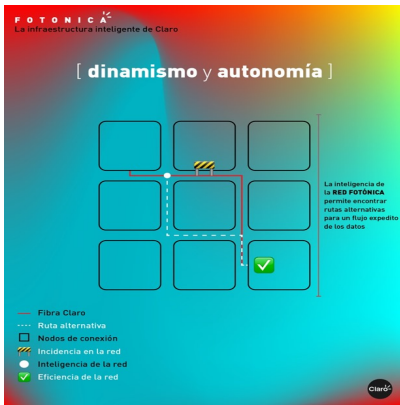 FOTONICA
La infraestructura inteligente de Claro
[ dinamismo y autonomía ]
La inteligencia de
la RED FOTÓNICA
permite encontrar
rutas alternativas
para un flujo expedito
de los datos
Fibra Claro
Ruta alternativa
Nodos de conexión
Incidencia en la red
Inteligencia de la red
Eficiencia de la red
Claro